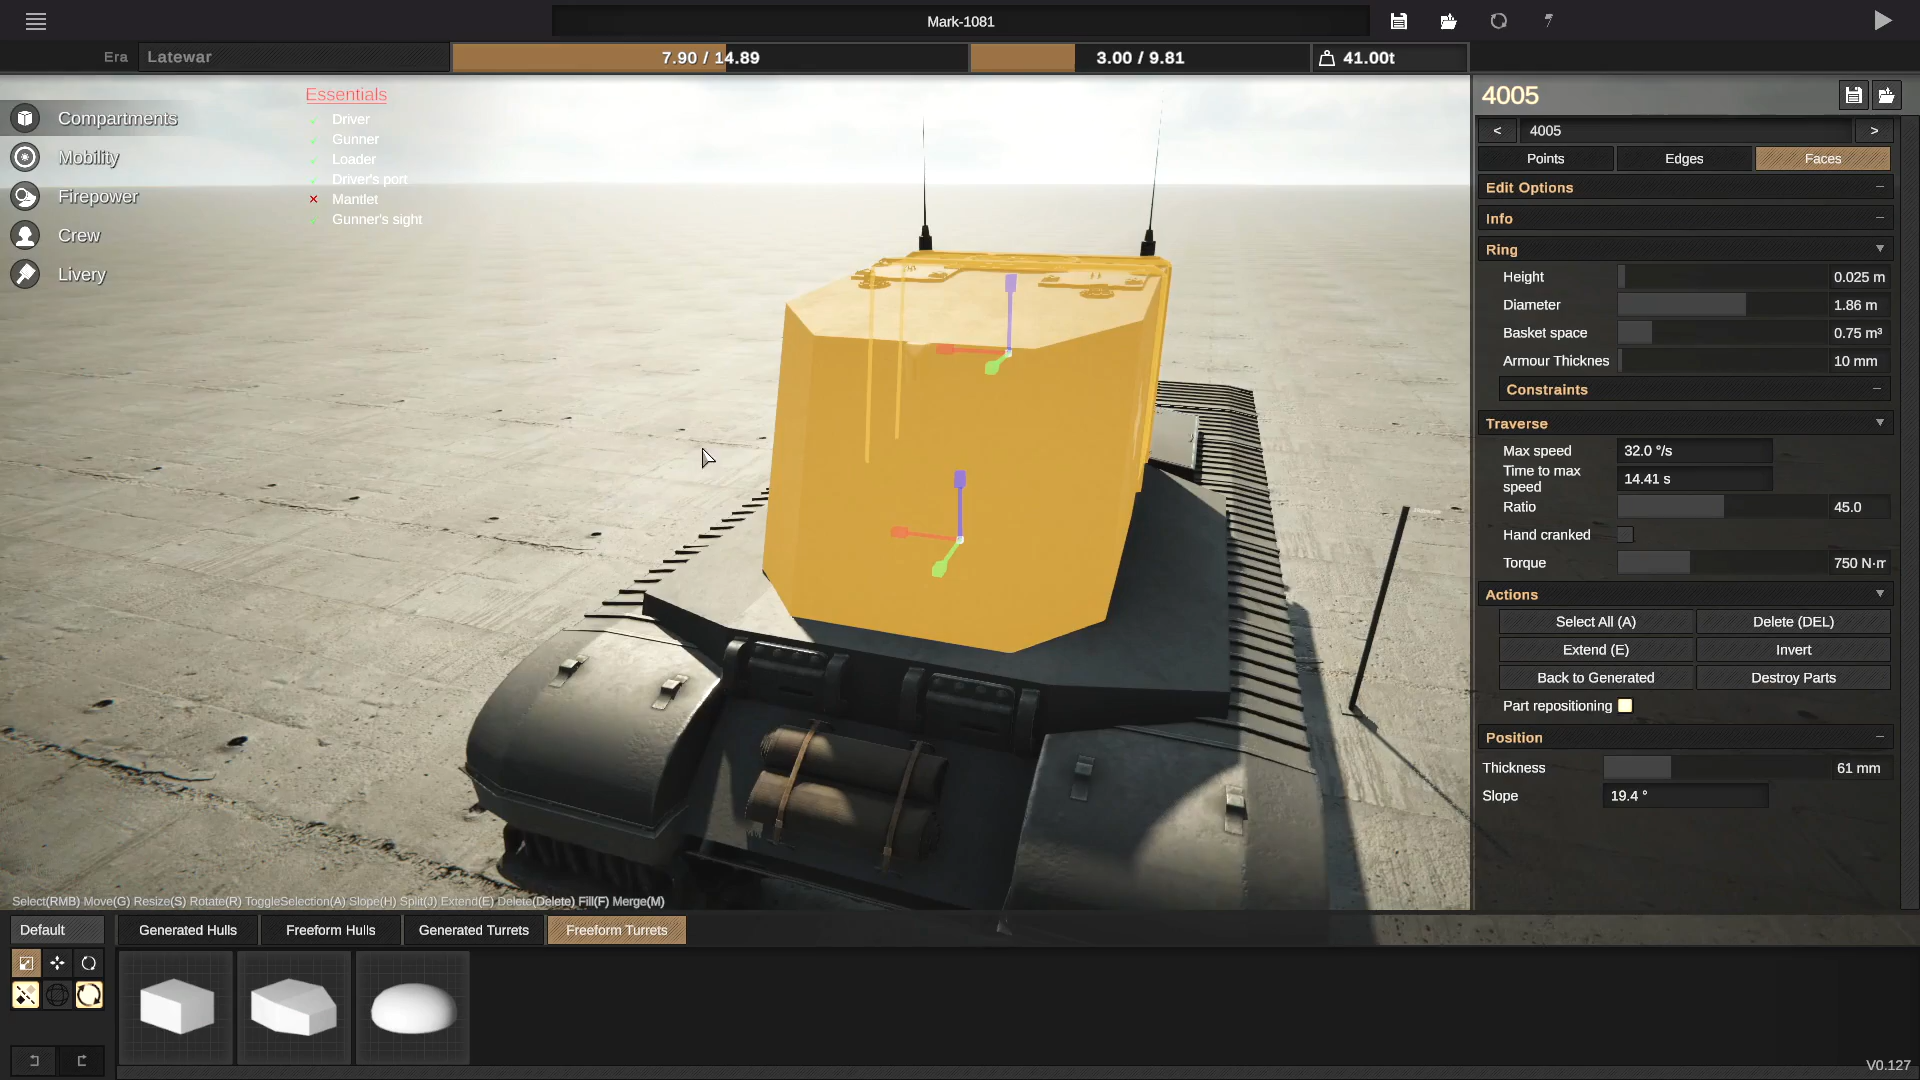 Mark-1081
Era
Latewar
7.90 / 14.89
3.00 / 9.81
41.00t
Compartments
Mobility
Firepower
Crew
Livery
Essentials
Driver
Gunner
Loader
Driver's port
Mantlet
Gunner's sight
4005
<
4005
>
Points
Edges
Faces
Edit Options
Info
Ring
Height
0.025 m
Diameter
1.86 m
Basket space
0.75 m³
Armour Thicknes
10 mm
Constraints
Traverse
Max speed
32.0 °/s
Time to max
speed
14.41 s
Ratio
45.0
Hand cranked
Torque
750 N·m
Actions
Select All (A)
Delete (DEL)
Extend (E)
Invert
Back to Generated
Destroy Parts
Part repositioning
Position
Thickness
61 mm
Slope
19.4 °
Select(RMB) Move(G) Resize(S) Rotate(R) ToggleSelection(A) Slope(H) Split(J) Extend(E) Delete(Delete) Fill(F) Merge(M)
Default
Generated Hulls
Freeform Hulls
Generated Turrets
Freeform Turrets
V0.127